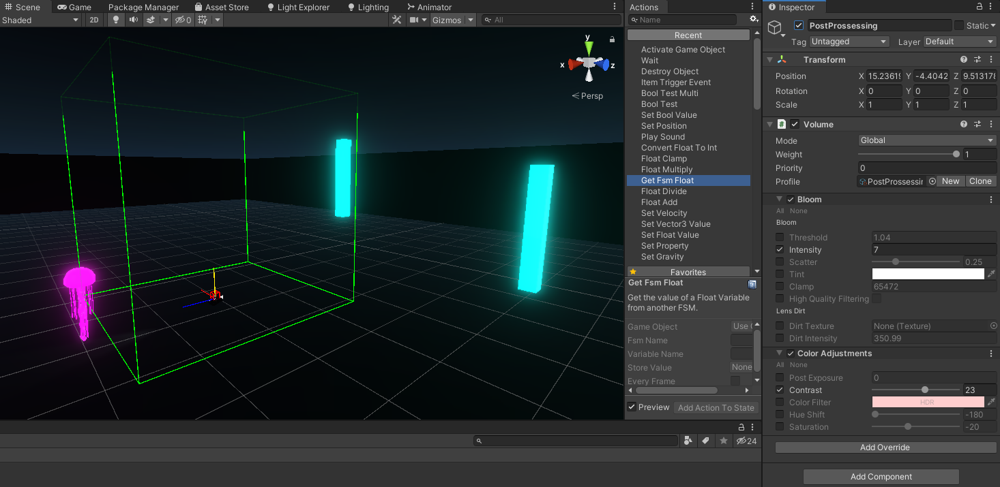 Scene Game Package Manager Asset Store Light Explorer Lighting Animator
Shaded 2D 0 Gizmos All
y
x z
Persp
Actions
Name
Recent
Activate Game Object
Wait
Destroy Object
Item Trigger Event
Bool Test Multi
Bool Test
Set Bool Value
Set Position
Play Sound
Convert Float To Int
Float Clamp
Float Multiply
Get Fsm Float
Float Divide
Float Add
Set Velocity
Set Vector3 Value
Set Float Value
Set Property
Set Gravity
Favorites
Get Fsm Float
Get the value of a Float Variable
from another FSM.
Game Object Use
Fsm Name
Variable Name
Store Value None
Every Frame
Preview Add Action To State
24
Inspector
PostProssessing Static
Tag Untagged Layer Default
Transform
Position X 15.23619 Y -4.4042 Z 9.513178
Rotation X 0 Y 0 Z 0
Scale X 1 Y 1 Z 1
# Volume
Mode Global
Weight 1
Priority 0
Profile PostProssessin New Clone
Bloom
All None
Bloom
Threshold 1.04
Intensity 7
Scatter 0.25
Tint
Clamp 65472
High Quality Filtering
Lens Dirt
Dirt Texture None (Texture)
Dirt Intensity 350.99
Color Adjustments
All None
Post Exposure 0
Contrast 23
Color Filter HDR
Hue Shift -180
Saturation -20
Add Override
Add Component